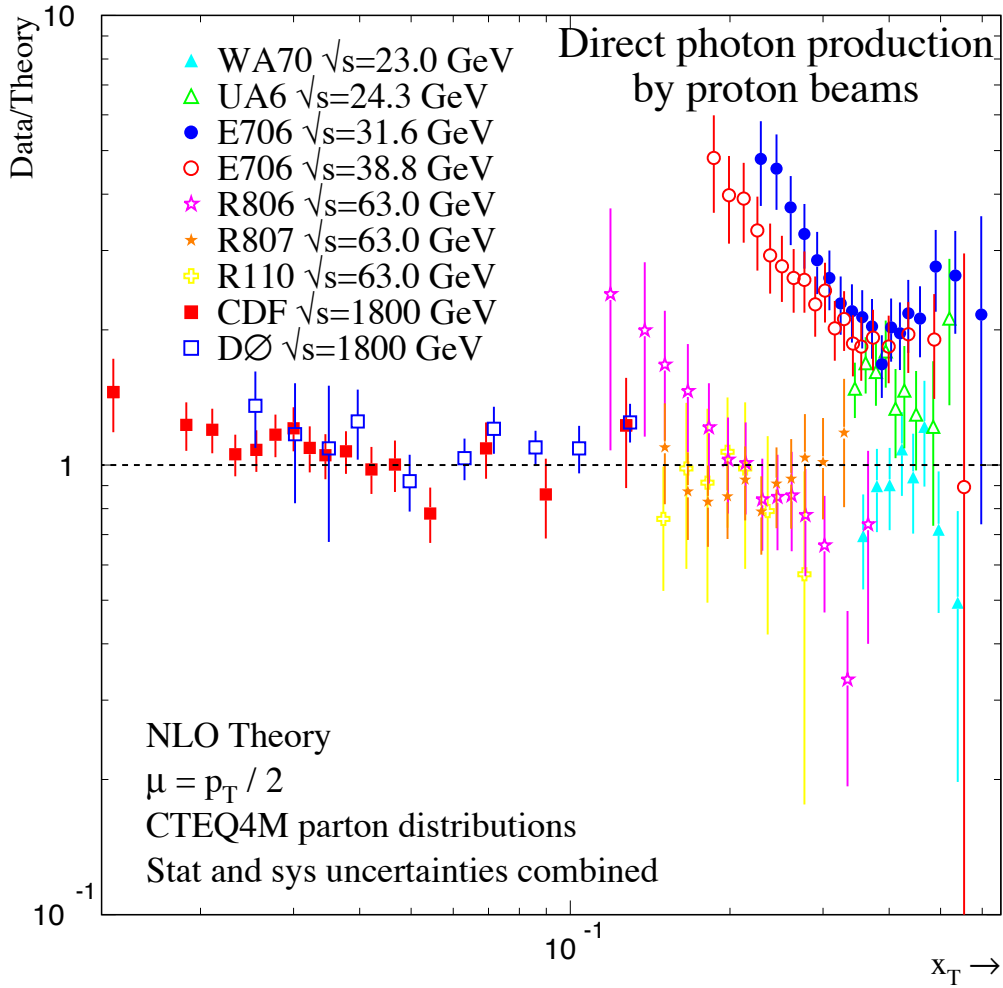 10
Data/Theory
Direct photon production
by proton beams
WA70 √s=23.0 GeV
UA6 √s=24.3 GeV
E706 √s=31.6 GeV
E706 √s=38.8 GeV
R806 √s=63.0 GeV
R807 √s=63.0 GeV
R110 √s=63.0 GeV
CDF √s=1800 GeV
DØ √s=1800 GeV
1
NLO Theory
μ = p_T / 2
CTEQ4M parton distributions
Stat and sys uncertainties combined
10^-1
10^-1
x_T →